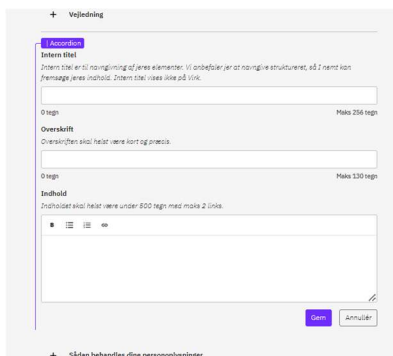 + Vejledning
Accordion
Intern titel
Intern titel er til navngivning af jeres elementer. Vi anbefaler jer at navngive struktureret, så I nemt kan
fremsøge jeres indhold. Intern titel vises ikke på Virk.
0 tegn Maks 256 tegn
Overskrift
Overskriften skal helst være kort og præcis.
0 tegn Maks 130 tegn
Indhold
Indholdet skal helst være under 500 tegn med maks 2 links.
Gem Annullér
+ Sådan behandles dine personoplysninger